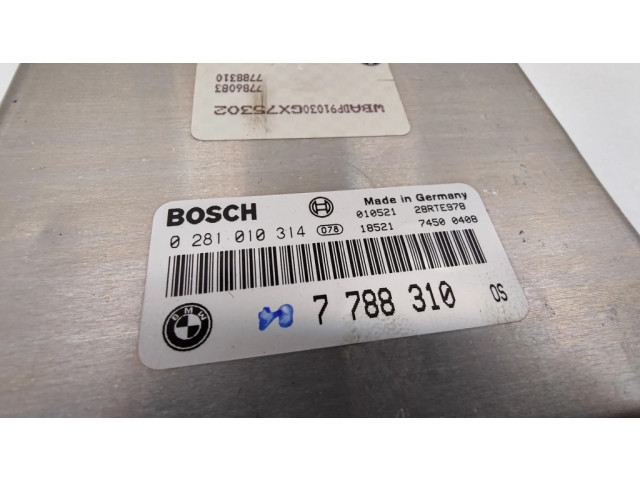 7788310
7786083
WBADP91030GX75302
BOSCH
Made in Germany
0 281 010 314 078
010521 28RTE978
18521 7450 0408
BMW
7 788 310 OS